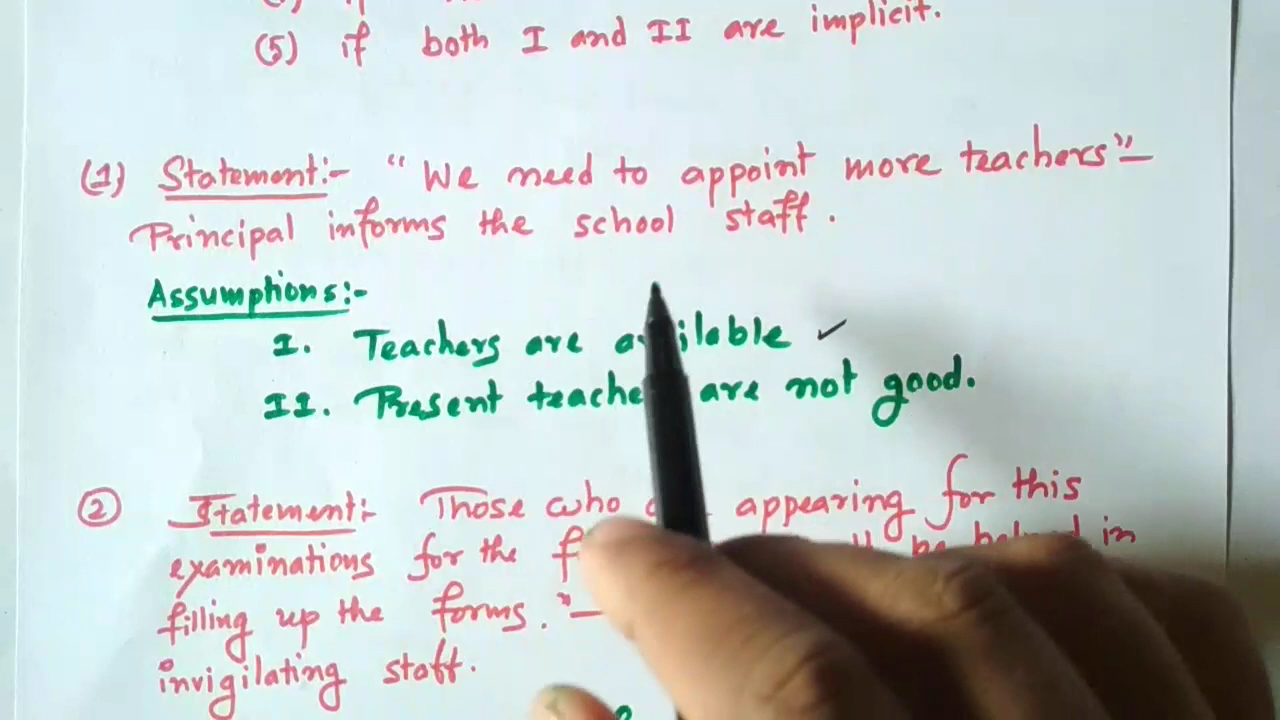 (5) if both I and II are implicit.
(1) Statement:- "We need to appoint more teachers"-
Principal informs the school staff.
Assumptions:-
I. Teachers are available ✓
II. Present are not good.
② Statement:- Those who appearing for this
examinations for the in
filling up the forms."-
invigilating staff.